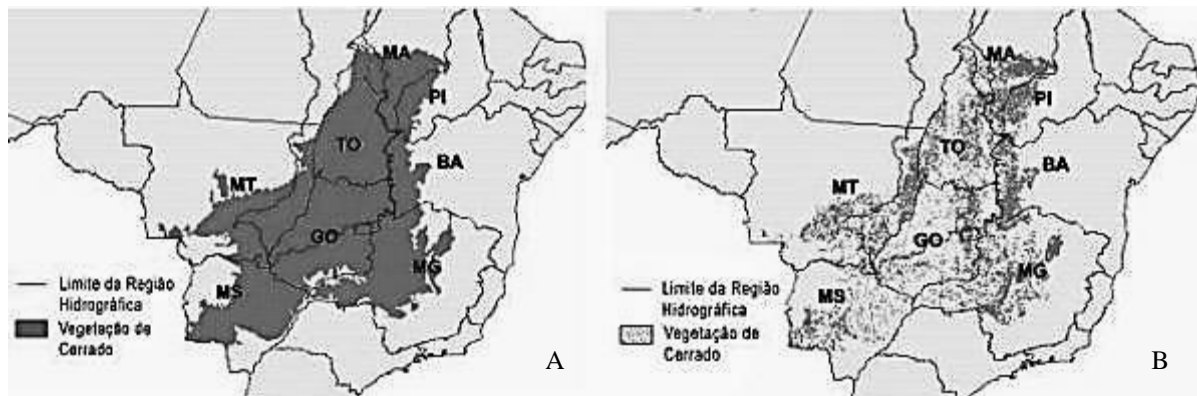 MA
PI
TO
BA
MT
GO
MG
MS
Limite da Região
Hidrográfica
Vegetação de
Cerrado
A
MA
PI
TO
BA
MT
GO
MG
MS
Limite da Região
Hidrográfica
Vegetação de
Cerrado
B